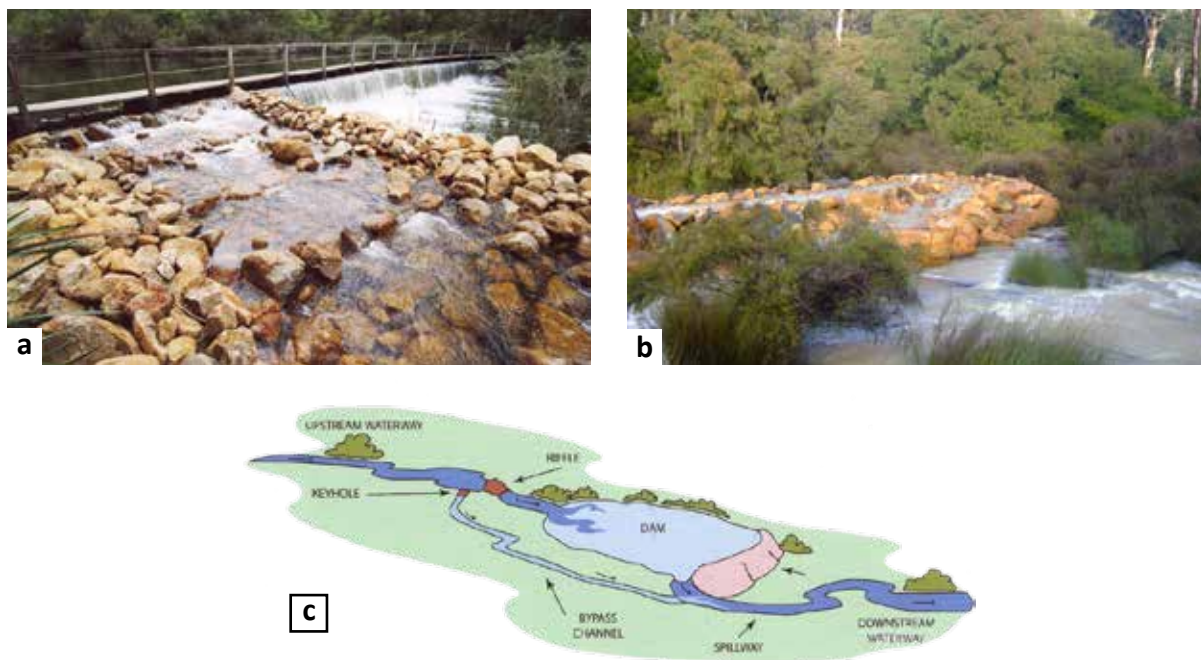 a
b
UPSTREAM WATERWAY
RIFFLE
KEYHOLE
DAM
c
BYPASS
CHANNEL
SPILLWAY
DOWNSTREAM
WATERWAY